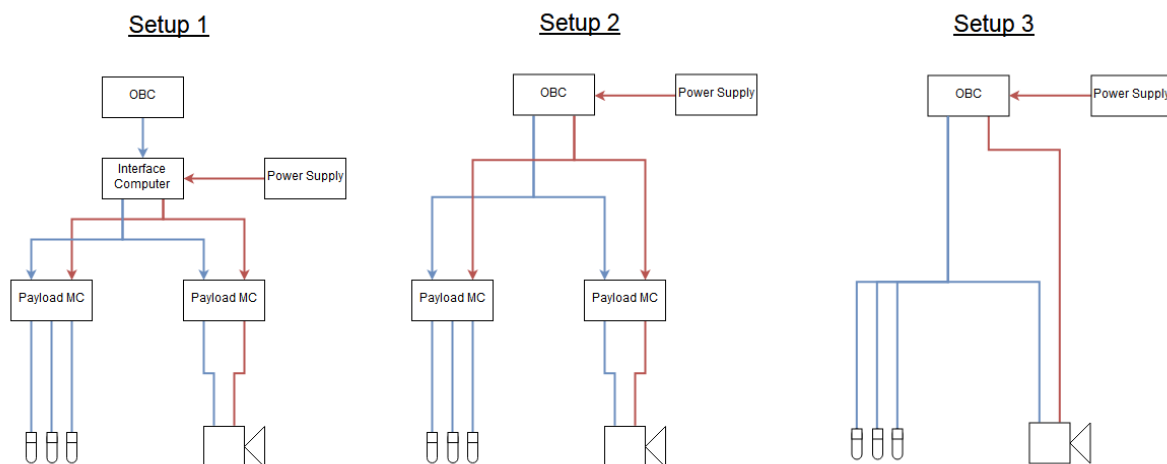 Setup 1
Setup 2
Setup 3
OBC
OBC
Power Supply
OBC
Power Supply
Interface
Computer
Power Supply
Payload MC
Payload MC
Payload MC
Payload MC